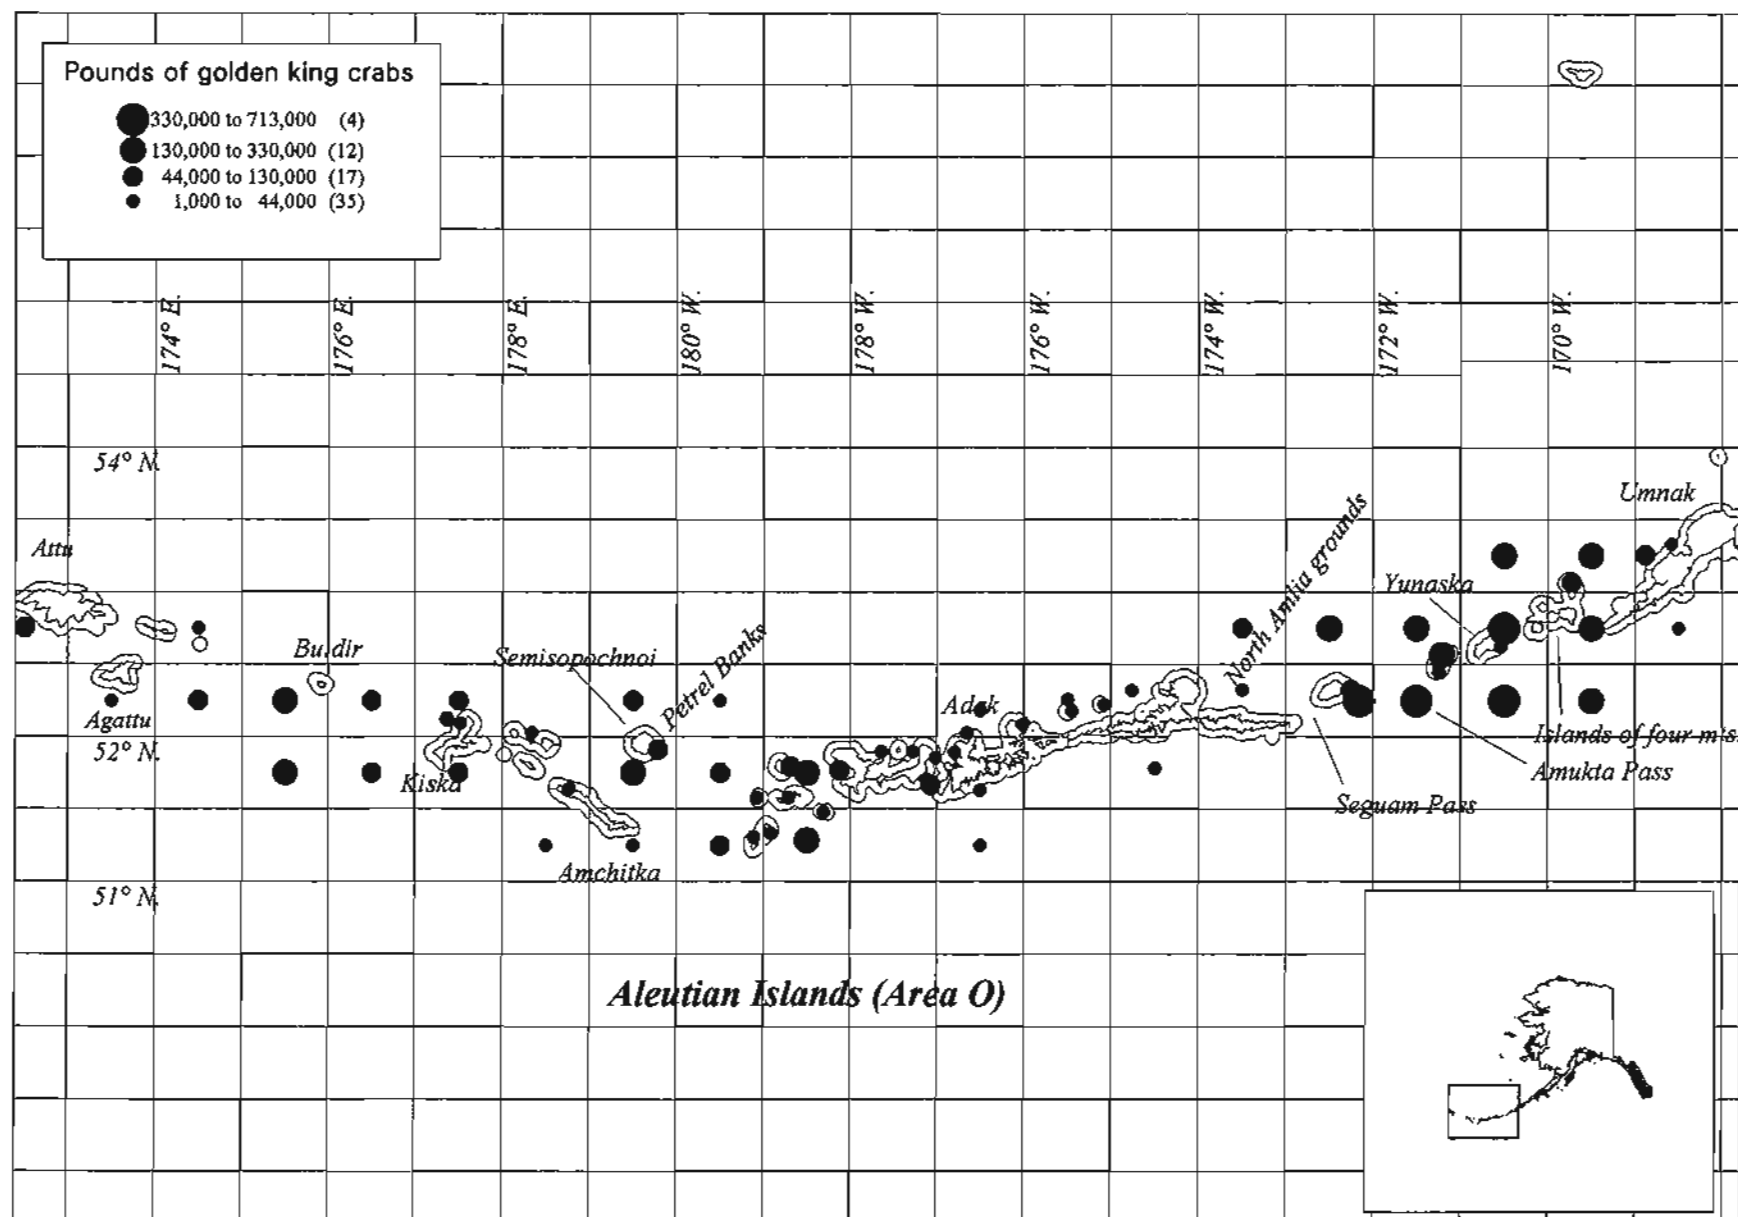 Pounds of golden king crabs
330,000 to 713,000 (4)
130,000 to 330,000 (12)
44,000 to 130,000 (17)
1,000 to 44,000 (35)
174° E.
176° E.
178° E.
180° W.
178° W.
176° W.
174° W.
172° W.
170° W.
54° N.
Umnak
Attu
North Amlia grounds
Yunaska
Buldir
Semisopochnoi
Petrel Banks
Agattu
Adak
52° N.
Islands of four mts.
Kiska
Amukta Pass
Seguam Pass
Amchitka
51° N.
Aleutian Islands (Area O)